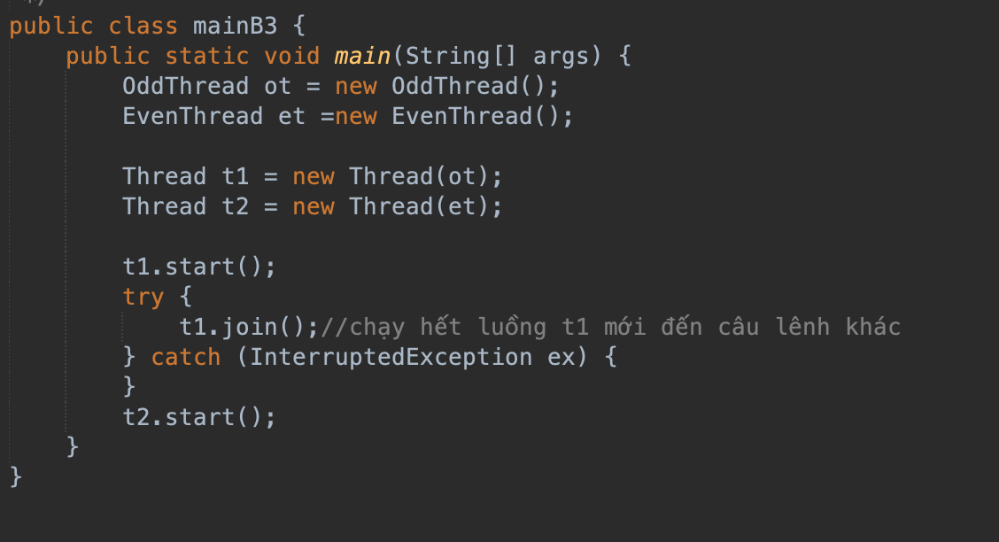 */
public class mainB3 {
    public static void main(String[] args) {
        OddThread ot = new OddThread();
        EvenThread et =new EvenThread();

        Thread t1 = new Thread(ot);
        Thread t2 = new Thread(et);

        t1.start();
        try {
            t1.join();//chạy hết luồng t1 mới đến câu lênh khác
        } catch (InterruptedException ex) {
        }
        t2.start();
    }
}